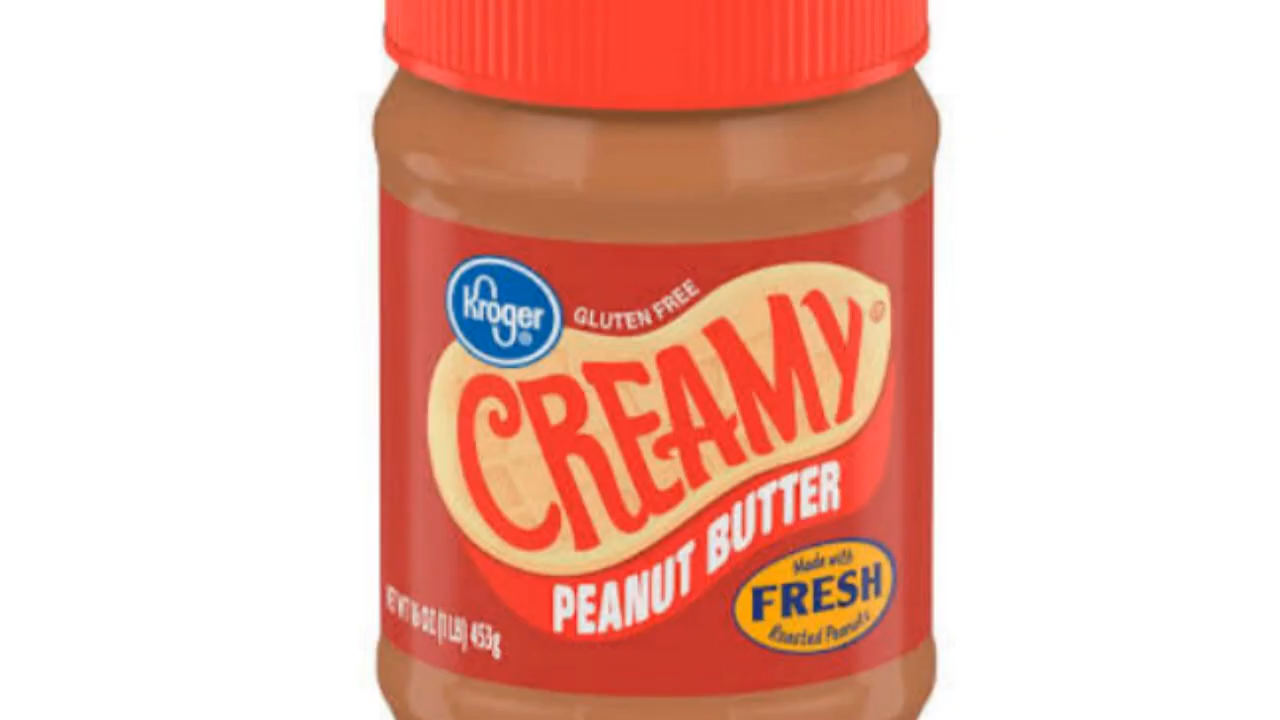 Kroger®
GLUTEN FREE
CREAMY
PEANUT BUTTER
Made with
FRESH
Roasted Peanuts
NET WT 16 OZ (1 LB) 453g